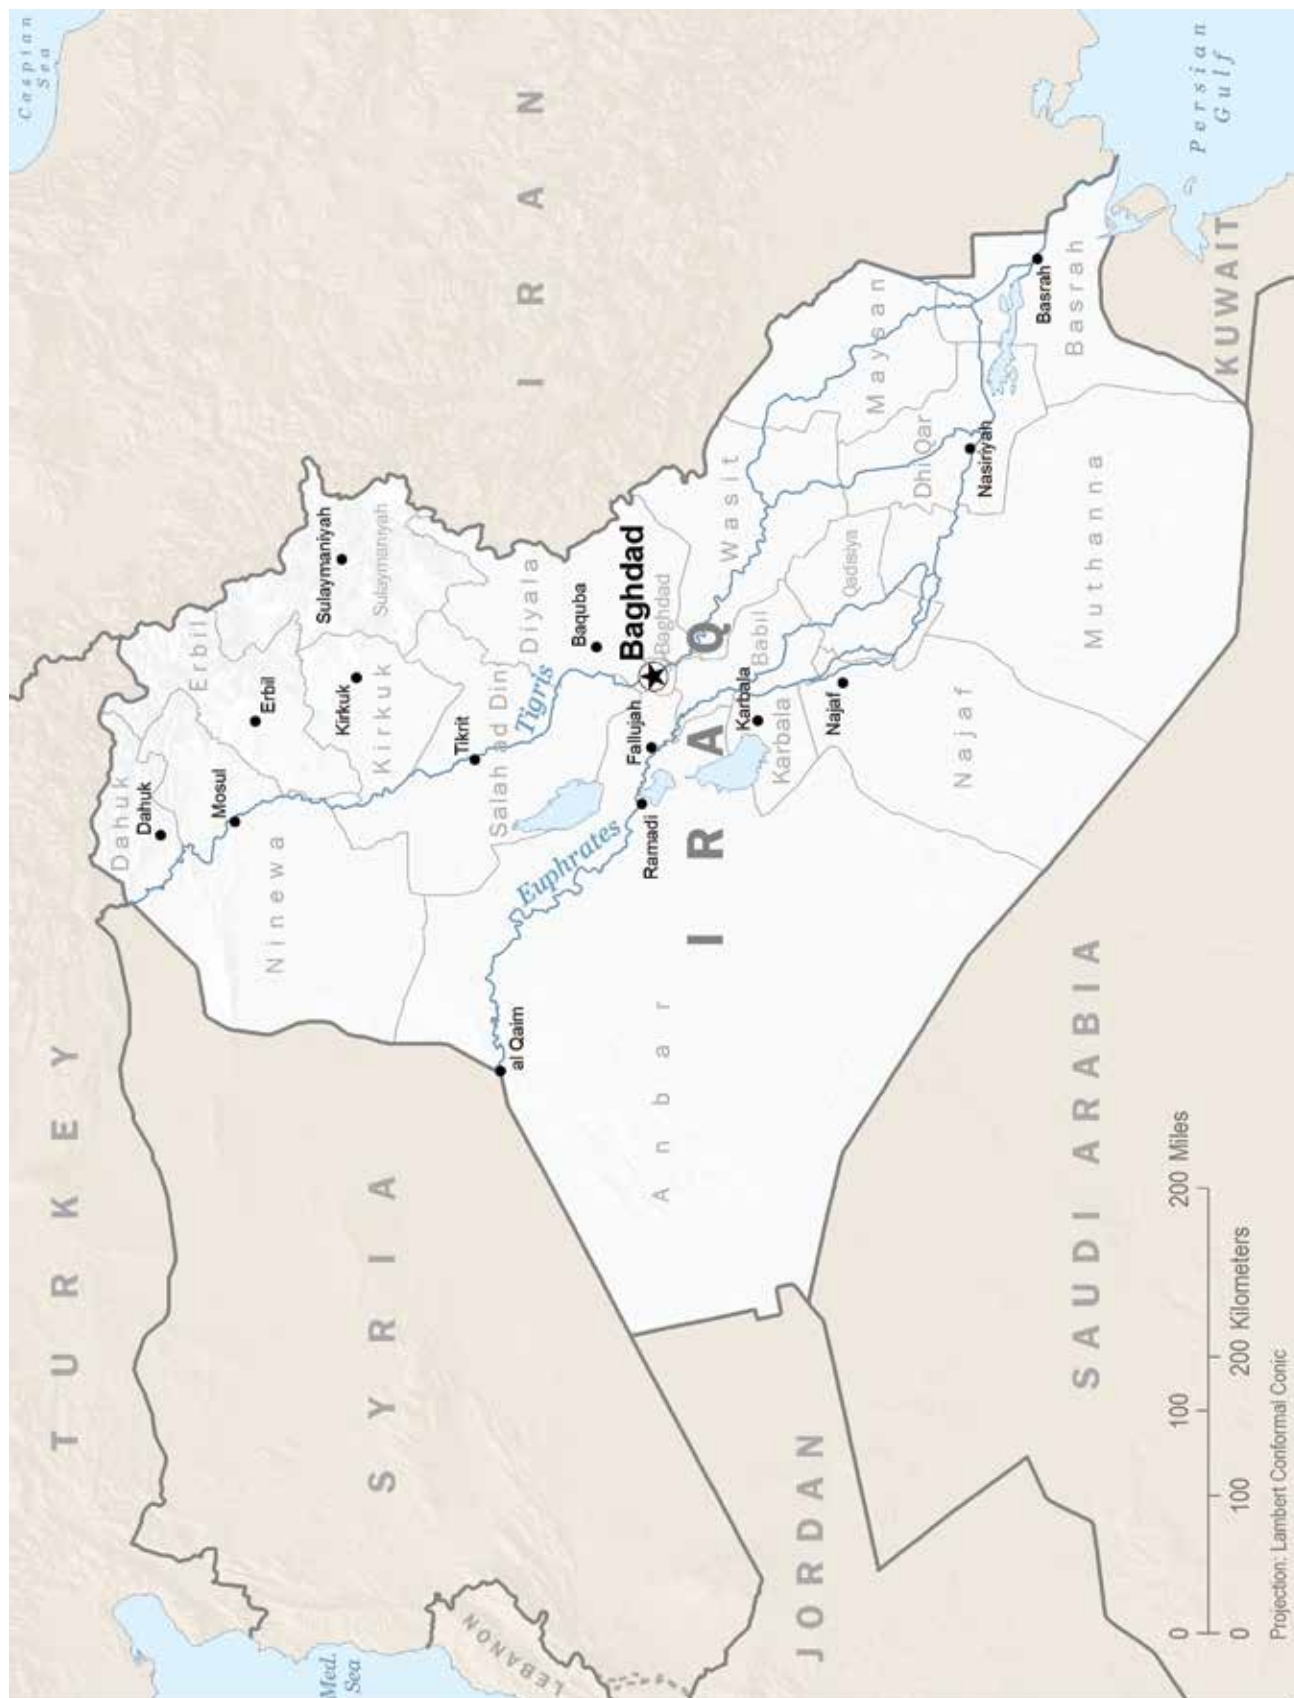 Caspian
Sea
TURKEY
Dahuk
Dahuk
Mosul
Erbil
Erbil
Ninewa
Kirkuk
Kirkuk
Sulaymaniyah
Sulaymaniyah
SYRIA
IRAN
Tikrit
Salah ad Din
Tigris
Diyala
al Qaim
Euphrates
Baquba
Baghdad
Baghdad
Fallujah
Ramadi
Anbar
IRAQ
Med.
Sea
LEBANON
Wasit
Karbala
Karbala
Babil
Najaf
Qadisiya
Maysan
Dhi Qar
JORDAN
Najaf
Nasiriyah
Basrah
Basrah
Muthanna
SAUDI ARABIA
Persian
Gulf
KUWAIT
0 100 200 Miles
0 100 200 Kilometers
Projection: Lambert Conformal Conic